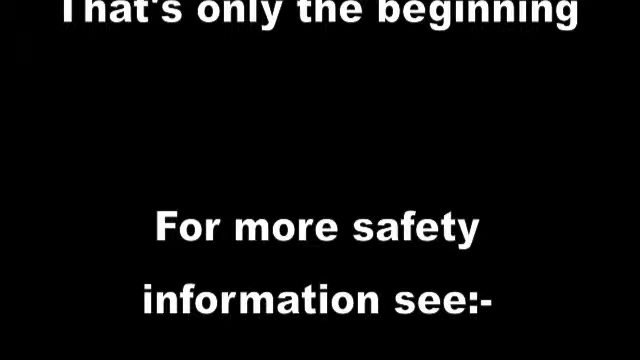 That's only the beginning
For more safety
information see:-